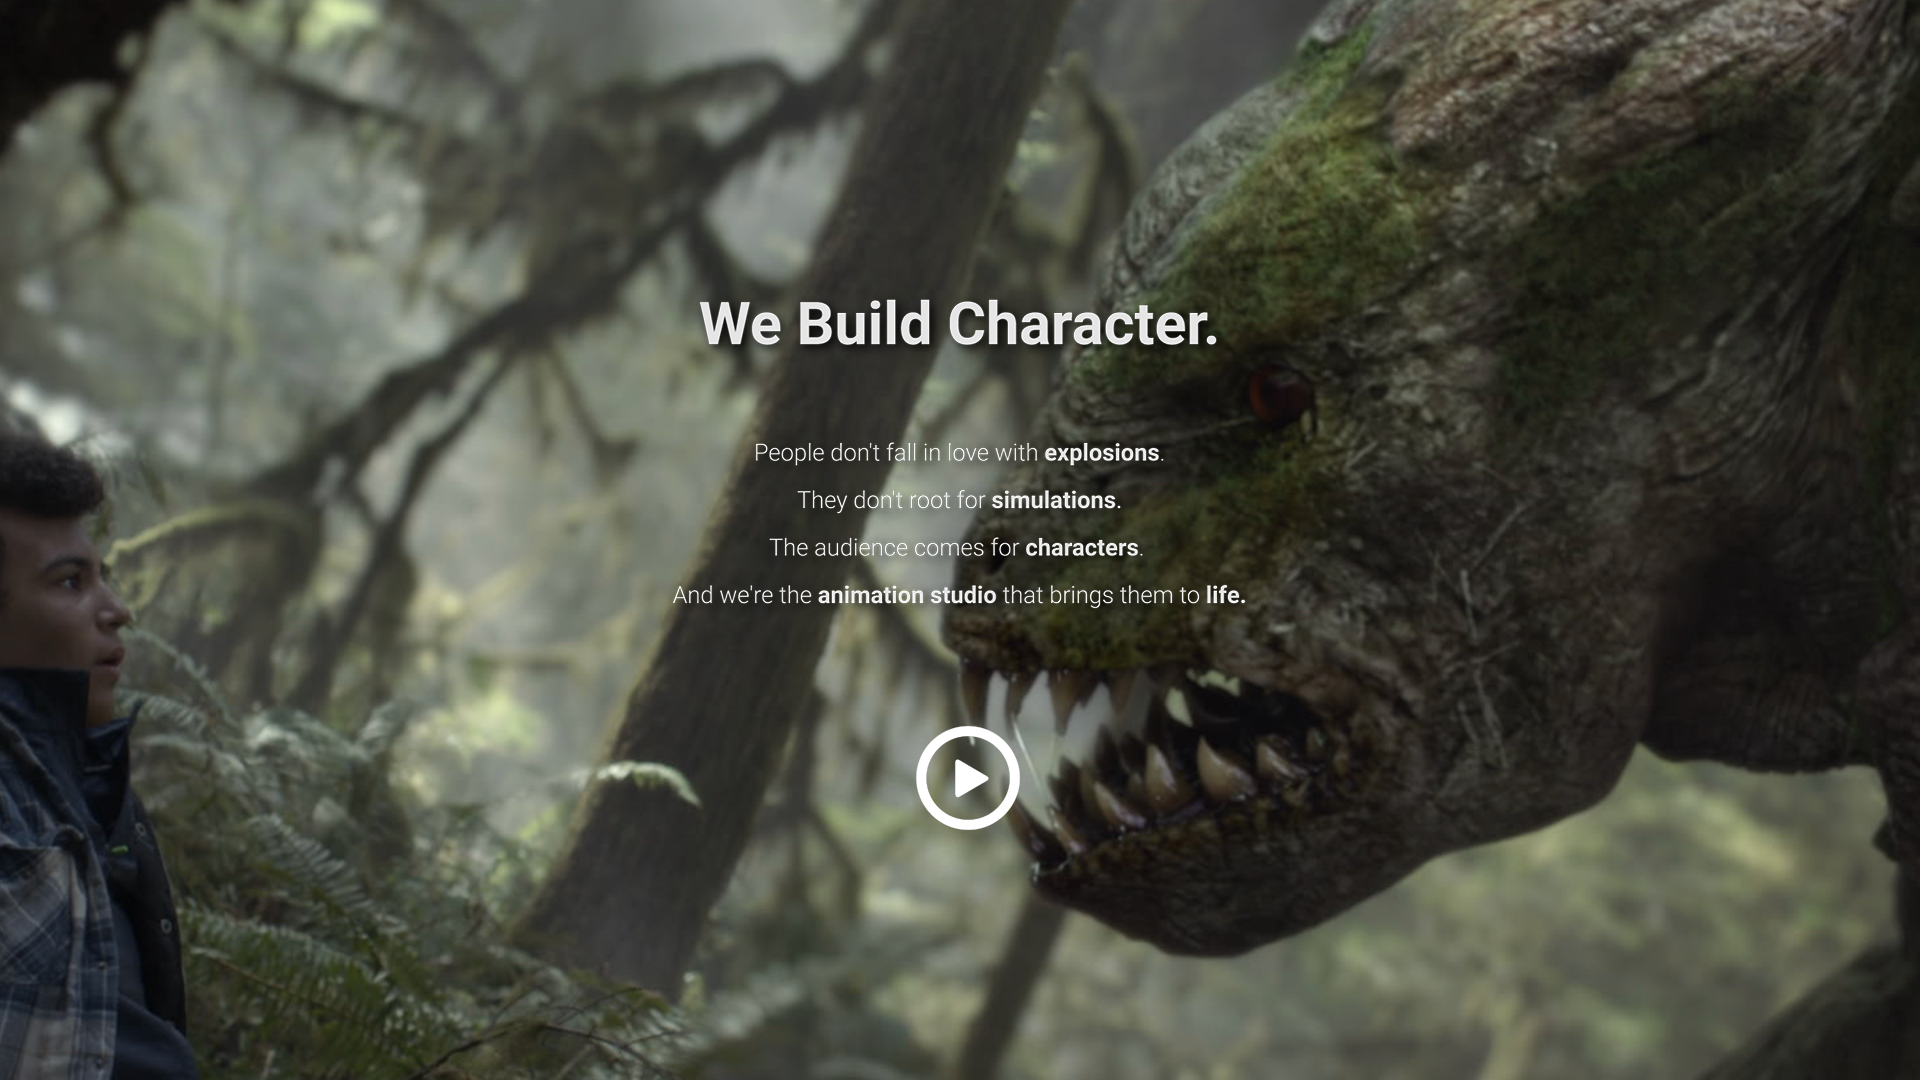 We Build Character.
People don't fall in love with explosions.
They don't root for simulations.
The audience comes for characters.
And we're the animation studio that brings them to life.